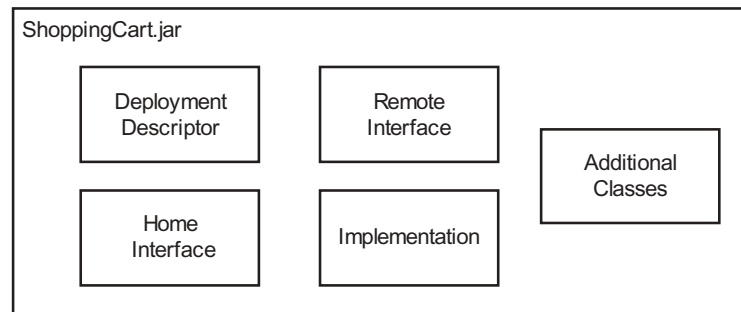 ShoppingCart.jar
Deployment
Descriptor
Remote
Interface
Additional
Classes
Home
Interface
Implementation